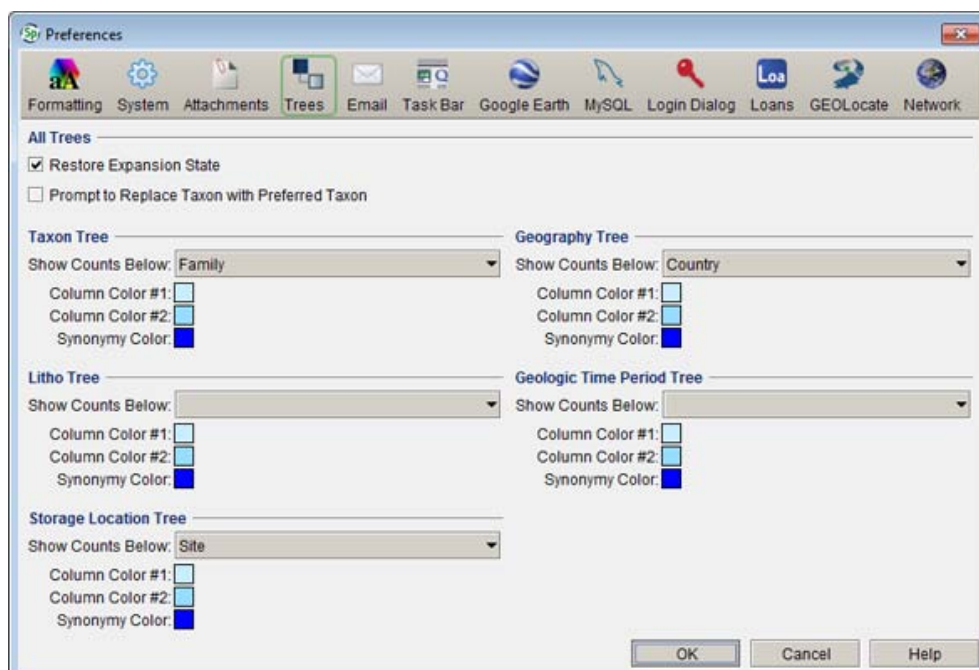 Sp Preferences
aA Loa
Formatting System Attachments Trees Email Task Bar Google Earth MySQL Login Dialog Loans GEOLocate Network
All Trees
Restore Expansion State
Prompt to Replace Taxon with Preferred Taxon
Taxon Tree
Show Counts Below: Family
Column Color #1:
Column Color #2:
Synonymy Color:
Geography Tree
Show Counts Below: Country
Column Color #1:
Column Color #2:
Synonymy Color:
Litho Tree
Show Counts Below:
Column Color #1:
Column Color #2:
Synonymy Color:
Geologic Time Period Tree
Show Counts Below:
Column Color #1:
Column Color #2:
Synonymy Color:
Storage Location Tree
Show Counts Below: Site
Column Color #1:
Column Color #2:
Synonymy Color:
OK Cancel Help